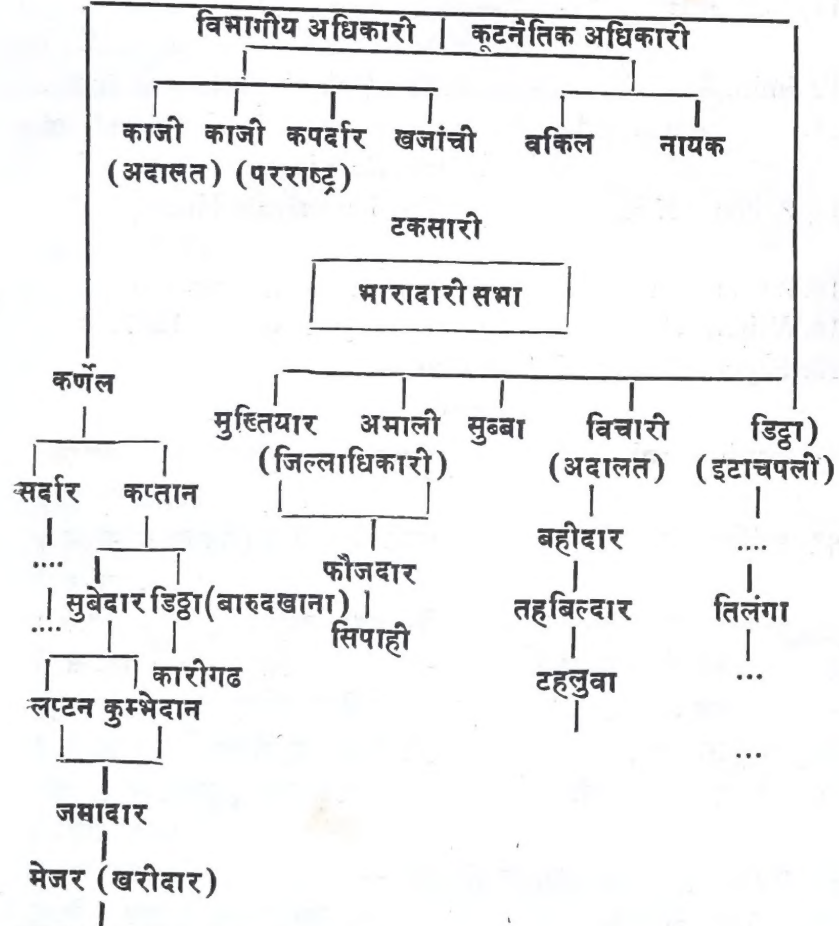 विभागीय अधिकारी | कूटनैतिक अधिकारी
काजी काजी कपर्दार खजांची वकिल नायक
(अदालत) (परराष्ट्र)
टकसारी
भारादारी सभा
कर्णेल
मुख्तियार अमाली सुब्बा विचारी डिठ्ठा)
(जिल्लाधिकारी) (अदालत) (इटाचपली)
सर्दार कप्तान
बहीदार ....
.... फौजदार
सुबेदार डिठ्ठा (बारुदखाना) तहबिल्दार तिलंगा
.... सिपाही
कारीगढ टहलुवा ...
लप्टन कुम्भेदान
...
जमादार
मेजर (खरीदार)